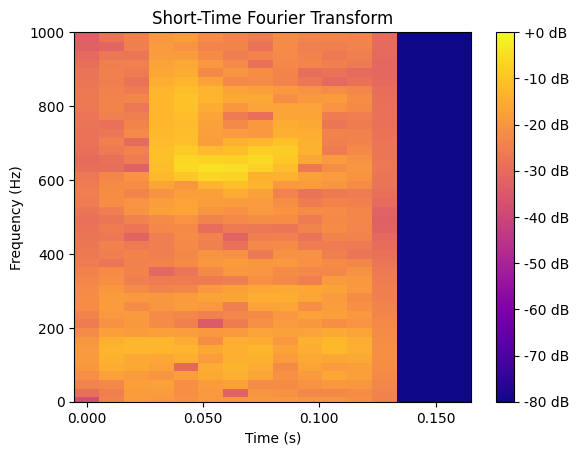 Short-Time Fourier Transform
Frequency (Hz)
1000
800
600
400
200
0
0.000 0.050 0.100 0.150
Time (s)
+0 dB
-10 dB
-20 dB
-30 dB
-40 dB
-50 dB
-60 dB
-70 dB
-80 dB